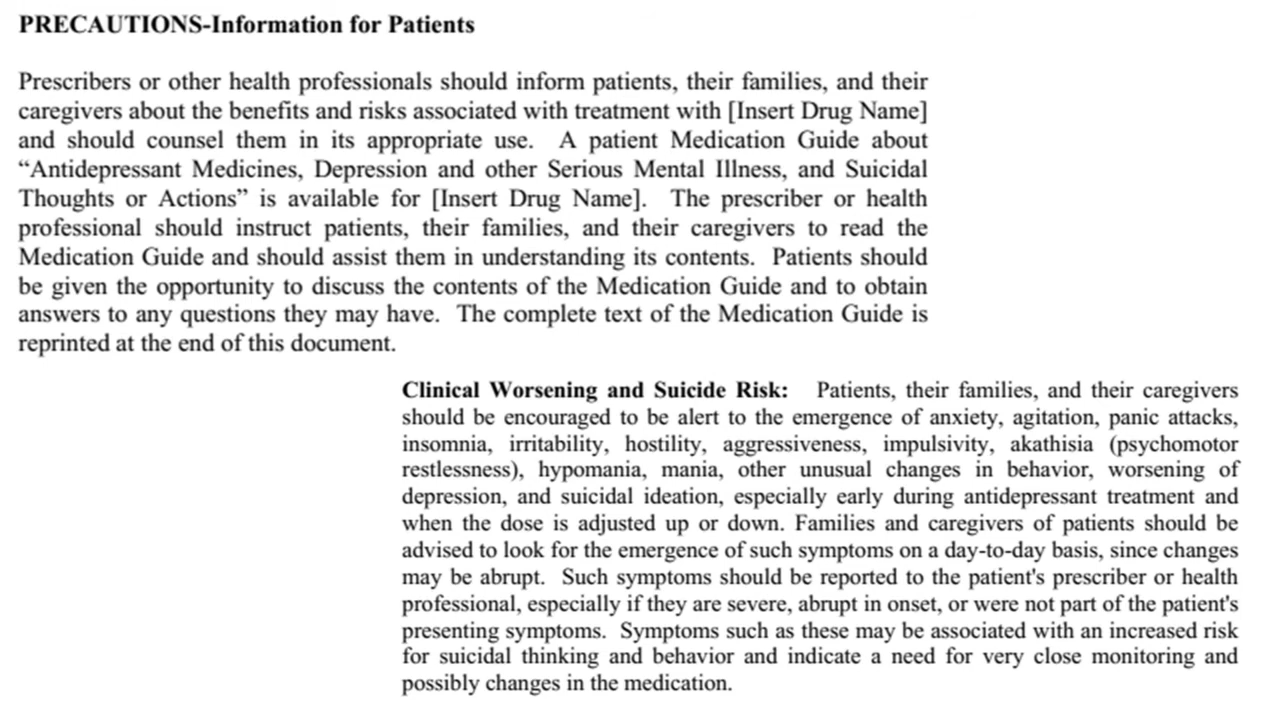 PRECAUTIONS-Information for Patients
Prescribers or other health professionals should inform patients, their families, and their
caregivers about the benefits and risks associated with treatment with [Insert Drug Name]
and should counsel them in its appropriate use.  A patient Medication Guide about
“Antidepressant Medicines, Depression and other Serious Mental Illness, and Suicidal
Thoughts or Actions” is available for [Insert Drug Name].  The prescriber or health
professional should instruct patients, their families, and their caregivers to read the
Medication Guide and should assist them in understanding its contents.  Patients should
be given the opportunity to discuss the contents of the Medication Guide and to obtain
answers to any questions they may have.  The complete text of the Medication Guide is
reprinted at the end of this document.
Clinical Worsening and Suicide Risk:  Patients, their families, and their caregivers
should be encouraged to be alert to the emergence of anxiety, agitation, panic attacks,
insomnia, irritability, hostility, aggressiveness, impulsivity, akathisia (psychomotor
restlessness), hypomania, mania, other unusual changes in behavior, worsening of
depression, and suicidal ideation, especially early during antidepressant treatment and
when the dose is adjusted up or down. Families and caregivers of patients should be
advised to look for the emergence of such symptoms on a day-to-day basis, since changes
may be abrupt.  Such symptoms should be reported to the patient's prescriber or health
professional, especially if they are severe, abrupt in onset, or were not part of the patient's
presenting symptoms.  Symptoms such as these may be associated with an increased risk
for suicidal thinking and behavior and indicate a need for very close monitoring and
possibly changes in the medication.